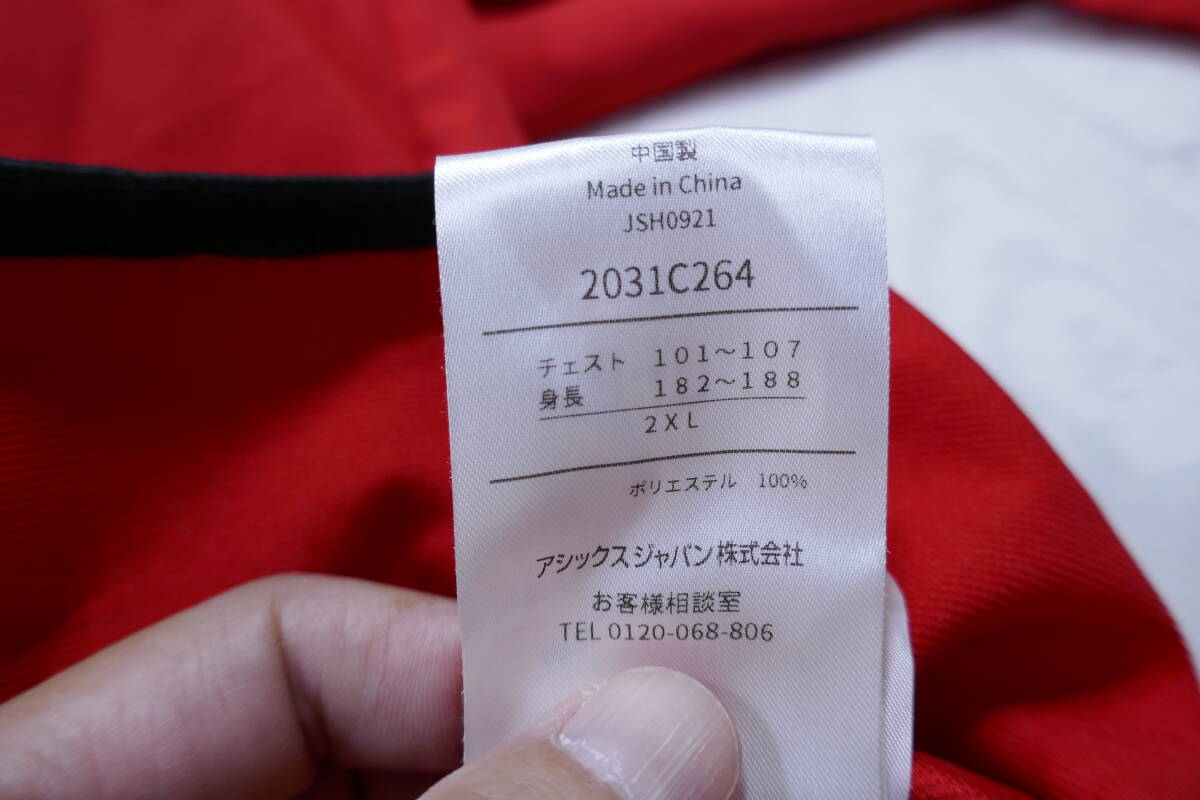 中国製
Made in China
JSH0921
2031C264
チェスト　１０１～１０７
身長　１８２～１８８
２ＸＬ
ポリエステル　100%
アシックスジャパン株式会社
お客様相談室
TEL 0120-068-806